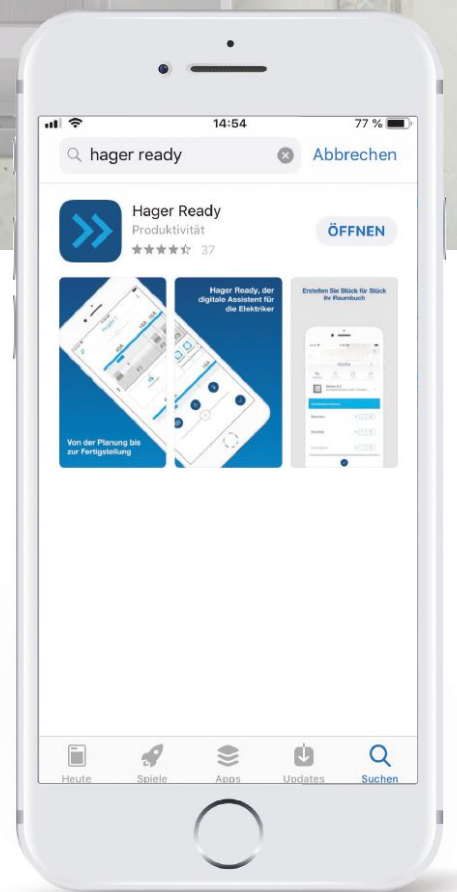 14:54
77 %
hager ready
Abbrechen
Hager Ready
Produktivität
37
ÖFFNEN
Von der Planung bis
zur Fertigstellung
Hager Ready, der
digitale Assistent für
die Elektriker
Erstellen Sie Stück für Stück
Ihr Raumbuch
Heute
Spiele
Apps
Updates
Suchen